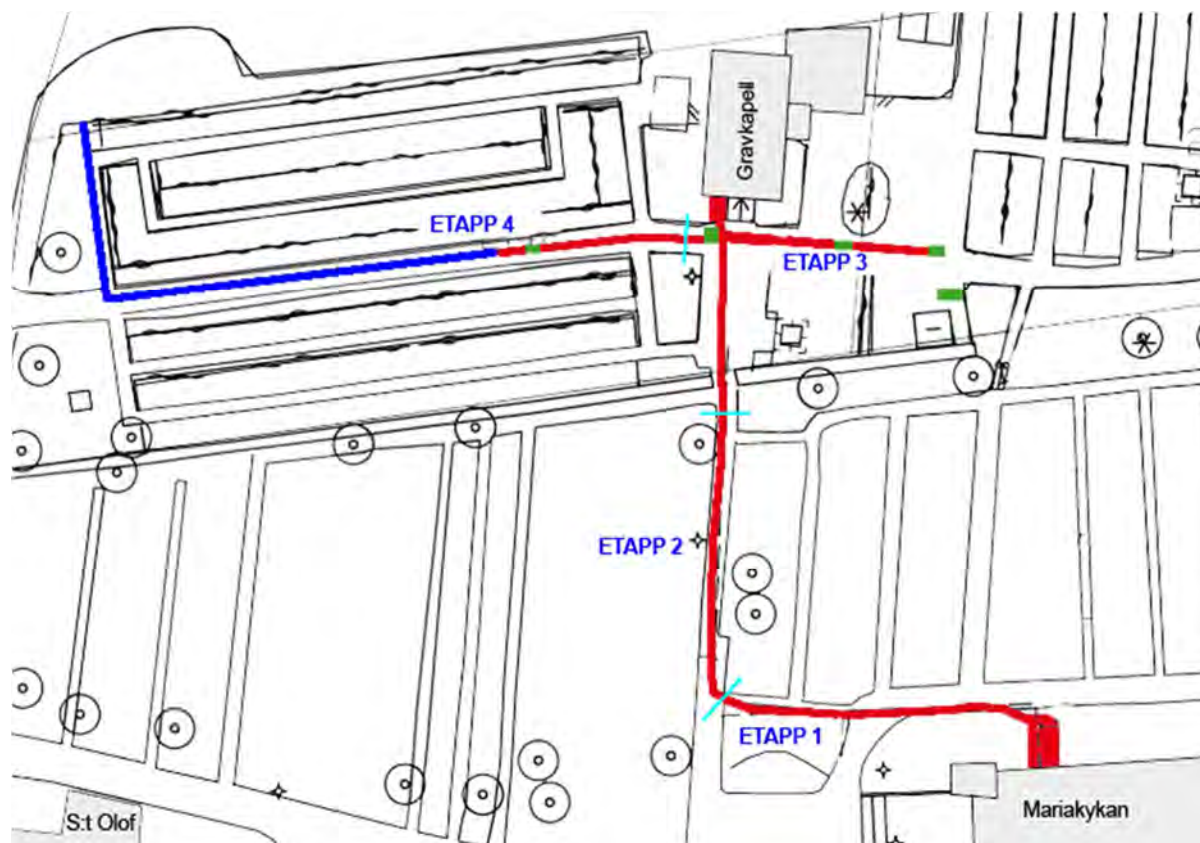 Gravkapell
ETAPP 4
ETAPP 3
ETAPP 2
ETAPP 1
Mariakykan
S:t Olof